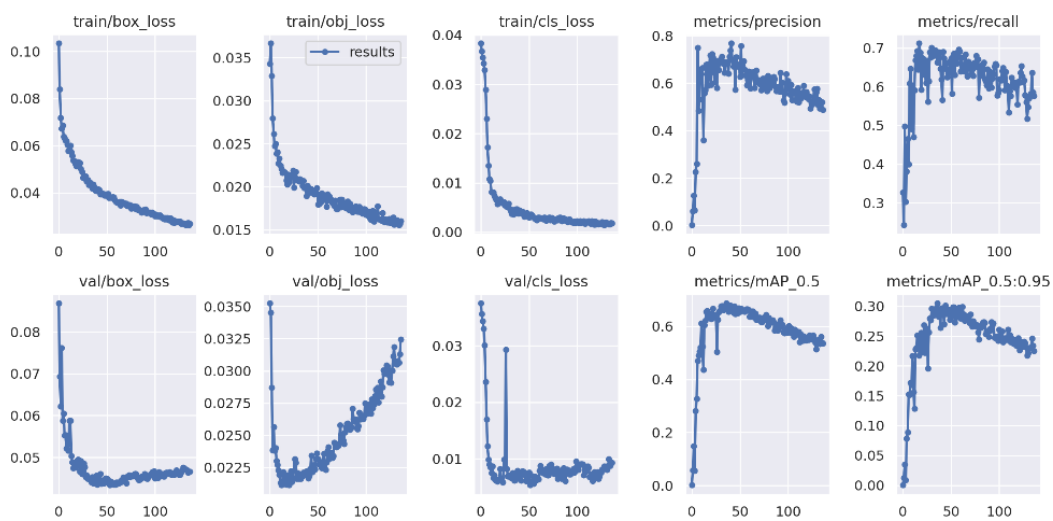 train/box_loss
train/obj_loss
train/cls_loss
metrics/precision
metrics/recall
0.10
0.08
0.06
0.04
0 50 100
0.035
0.030
0.025
0.020
0.015
0 50 100
results
0.04
0.03
0.02
0.01
0.00
0 50 100
0.8
0.6
0.4
0.2
0.0
0 100
0.7
0.6
0.5
0.4
0.3
0 50 100
val/box_loss
val/obj_loss
val/cls_loss
metrics/mAP_0.5
metrics/mAP_0.5:0.95
0.08
0.07
0.06
0.05
0 50 100
0.0350
0.0325
0.0300
0.0275
0.0250
0.0225
0 50 100
0.03
0.02
0.01
0 50 100
0.6
0.4
0.2
0.0
0 100
0.30
0.25
0.20
0.15
0.10
0.05
0.00
0 50 100